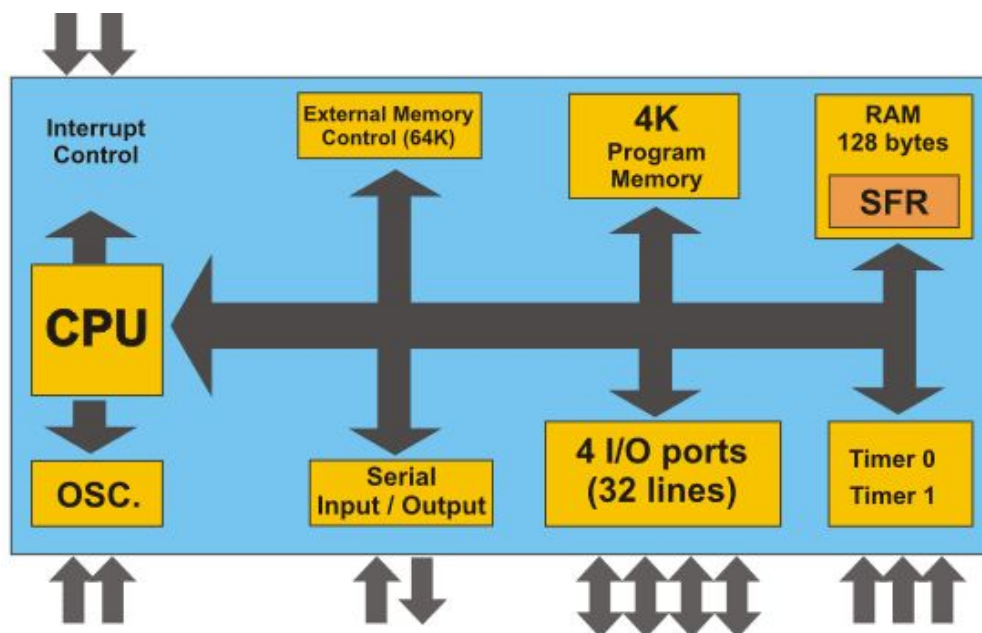 Interrupt
Control
External Memory
Control (64K)
4K
Program
Memory
RAM
128 bytes
SFR
CPU
OSC.
Serial
Input / Output
4 I/O ports
(32 lines)
Timer 0
Timer 1